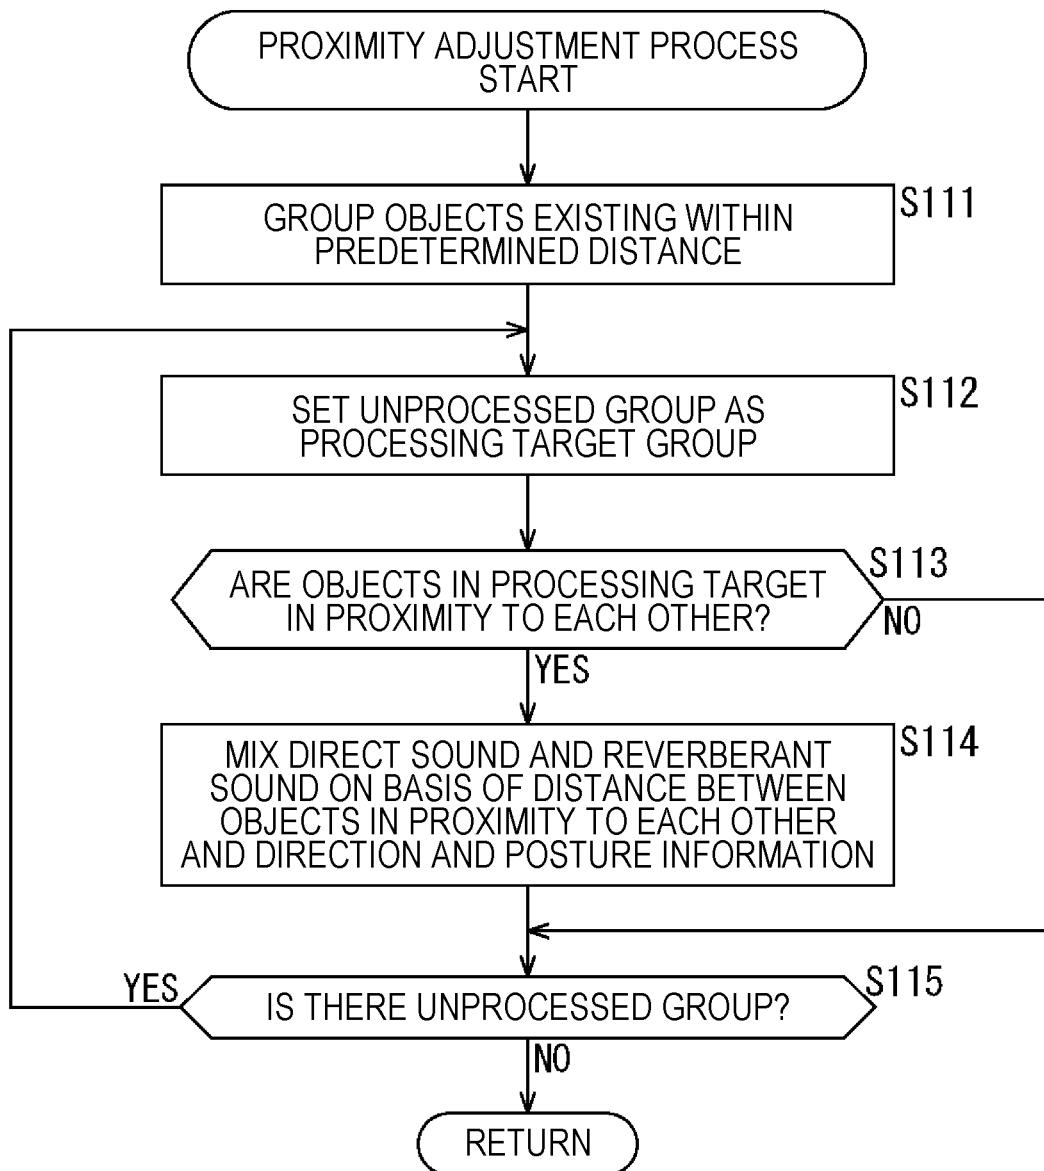 PROXIMITY ADJUSTMENT PROCESS
START
GROUP OBJECTS EXISTING WITHIN
PREDETERMINED DISTANCE
S111
SET UNPROCESSED GROUP AS
PROCESSING TARGET GROUP
S112
ARE OBJECTS IN PROCESSING TARGET
IN PROXIMITY TO EACH OTHER?
S113
NO
YES
MIX DIRECT SOUND AND REVERBERANT
SOUND ON BASIS OF DISTANCE BETWEEN
OBJECTS IN PROXIMITY TO EACH OTHER
AND DIRECTION AND POSTURE INFORMATION
S114
YES
IS THERE UNPROCESSED GROUP?
S115
NO
RETURN